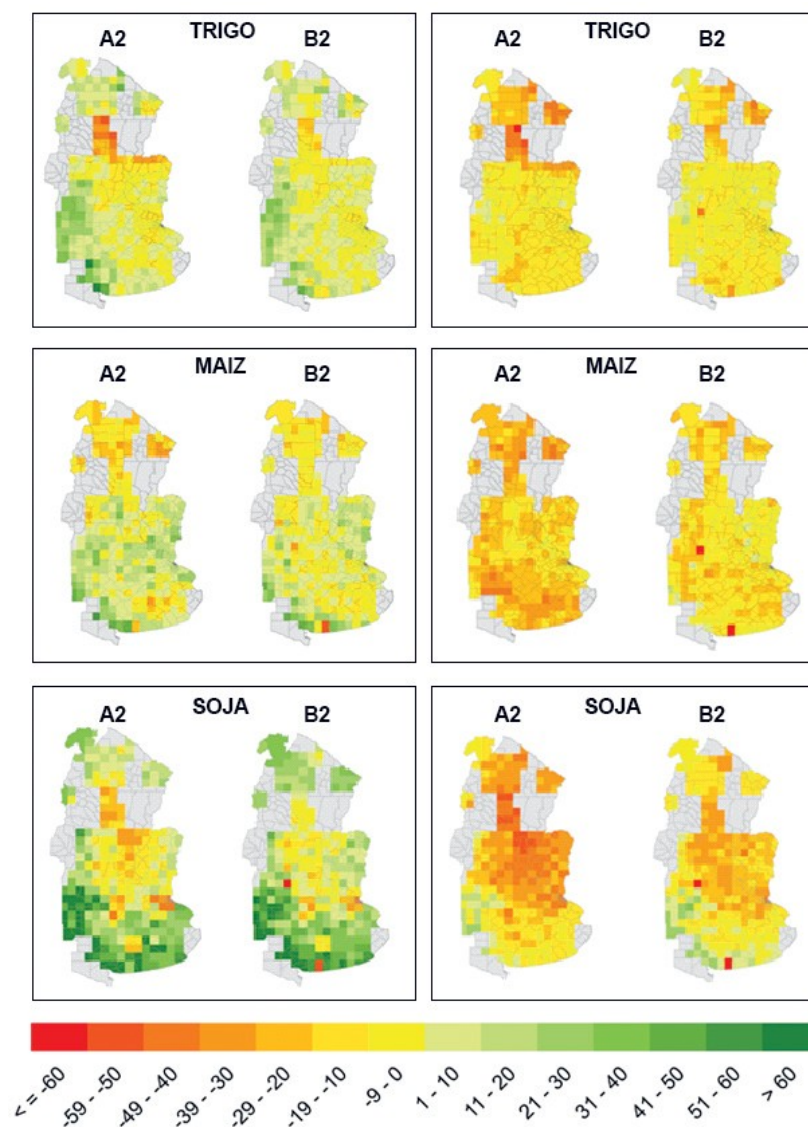 TRIGO
A2 B2
TRIGO
A2 B2
MAIZ
A2 B2
MAIZ
A2 B2
SOJA
A2 B2
SOJA
A2 B2
< = -60
-59 - -50
-49 - -40
-39 - -30
-29 - -20
-19 - -10
-9 - 0
1 - 10
11 - 20
21 - 30
31 - 40
41 - 50
51 - 60
> 60